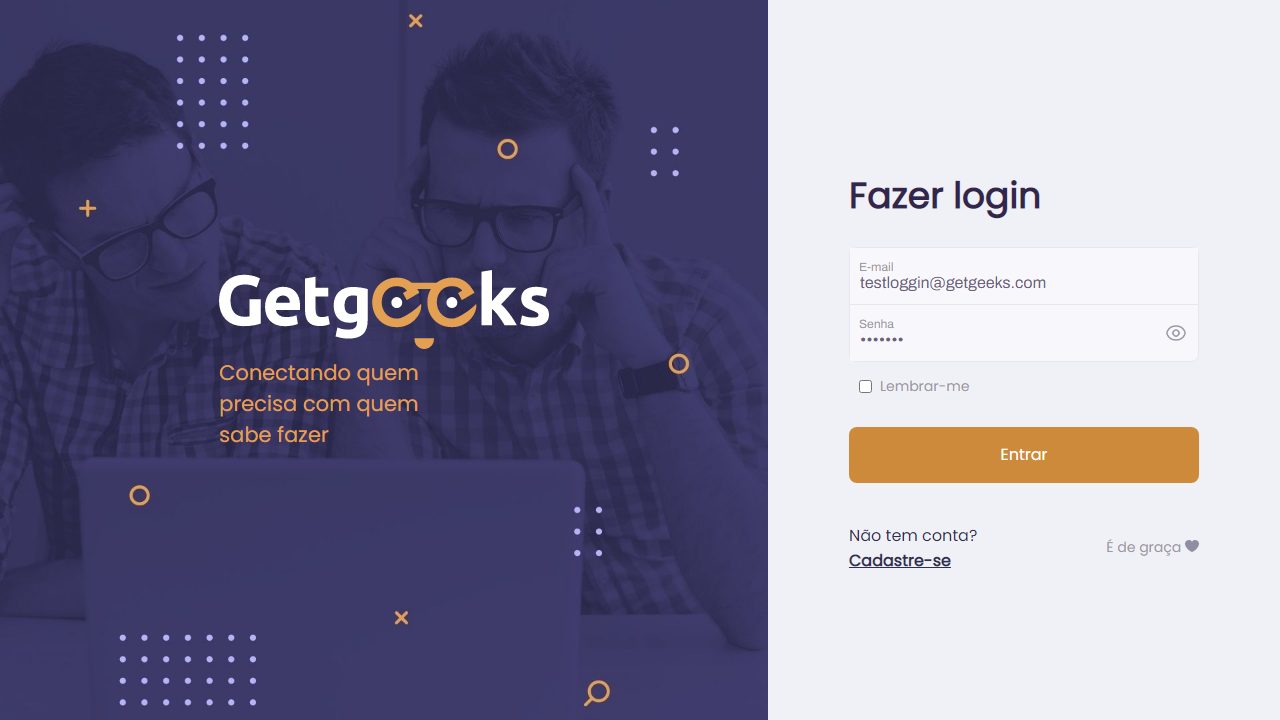 Getgeeks
Conectando quem
precisa com quem
sabe fazer
Fazer login
E-mail
testloggin@getgeeks.com
Senha
•••••••
Lembrar-me
Entrar
Não tem conta?
Cadastre-se
É de graça